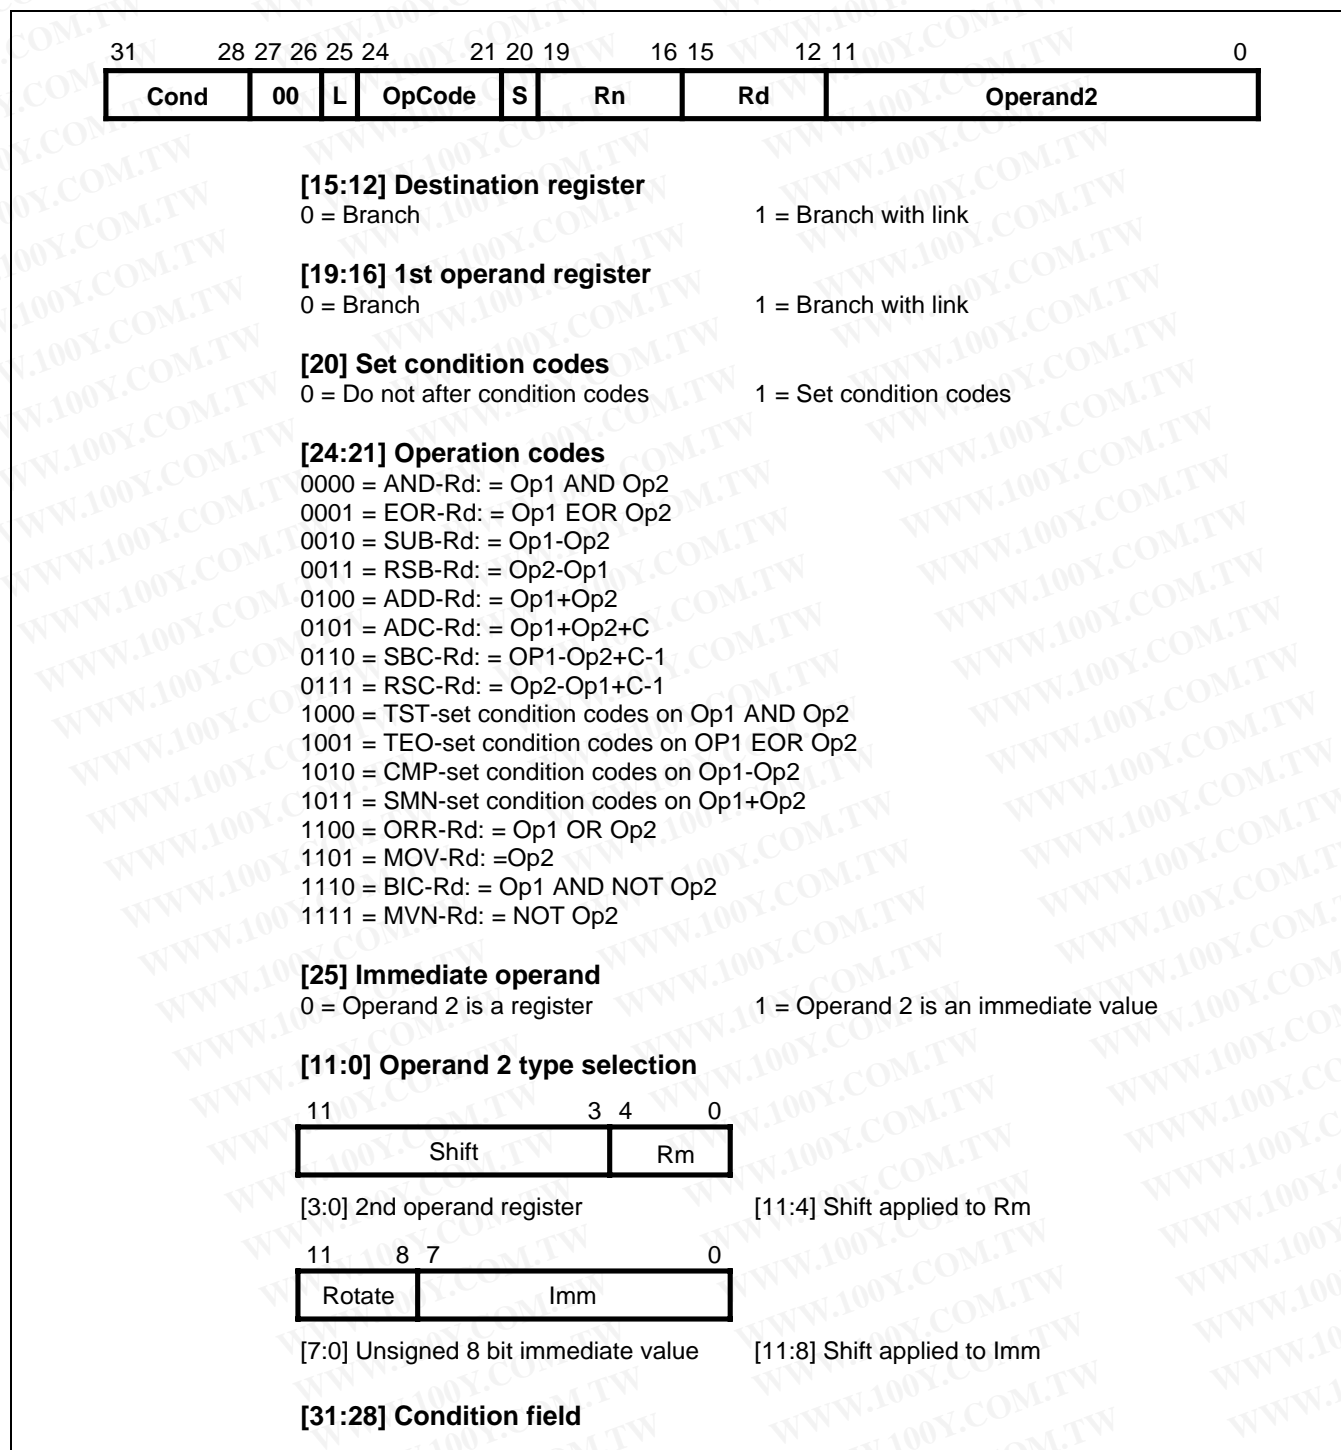 31 28 27 26 25 24 21 20 19 16 15 12 11 0
Cond 00 L OpCode S Rn Rd Operand2
[15:12] Destination register
0 = Branch 1 = Branch with link
[19:16] 1st operand register
0 = Branch 1 = Branch with link
[20] Set condition codes
0 = Do not after condition codes 1 = Set condition codes
[24:21] Operation codes
0000 = AND-Rd: = Op1 AND Op2
0001 = EOR-Rd: = Op1 EOR Op2
0010 = SUB-Rd: = Op1-Op2
0011 = RSB-Rd: = Op2-Op1
0100 = ADD-Rd: = Op1+Op2
0101 = ADC-Rd: = Op1+Op2+C
0110 = SBC-Rd: = OP1-Op2+C-1
0111 = RSC-Rd: = Op2-Op1+C-1
1000 = TST-set condition codes on Op1 AND Op2
1001 = TEO-set condition codes on OP1 EOR Op2
1010 = CMP-set condition codes on Op1-Op2
1011 = SMN-set condition codes on Op1+Op2
1100 = ORR-Rd: = Op1 OR Op2
1101 = MOV-Rd: =Op2
1110 = BIC-Rd: = Op1 AND NOT Op2
1111 = MVN-Rd: = NOT Op2
[25] Immediate operand
0 = Operand 2 is a register 1 = Operand 2 is an immediate value
[11:0] Operand 2 type selection
11 3 4 0
Shift Rm
[3:0] 2nd operand register [11:4] Shift applied to Rm
11 8 7 0
Rotate Imm
[7:0] Unsigned 8 bit immediate value [11:8] Shift applied to Imm
[31:28] Condition field
WWW.100Y.COM.TW